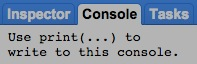 Inspector Console Tasks
Use print(...) to
write to this console.